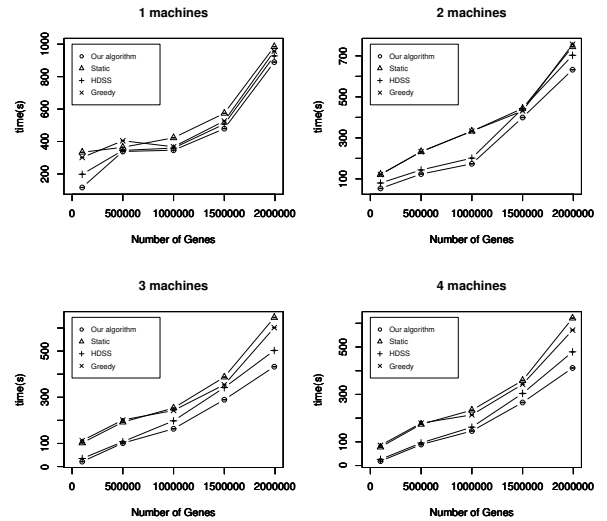 1 machines
time(s)
1000
800
600
400
200
Our algorithm
Static
HDSS
Greedy
0 500000 1000000 1500000 2000000
Number of Genes
2 machines
time(s)
700
500
300
100
Our algorithm
Static
HDSS
Greedy
0 500000 1000000 1500000 2000000
Number of Genes
3 machines
time(s)
500
300
100
0
Our algorithm
Static
HDSS
Greedy
0 500000 1000000 1500000 2000000
Number of Genes
4 machines
time(s)
500
300
100
0
Our algorithm
Static
HDSS
Greedy
0 500000 1000000 1500000 2000000
Number of Genes